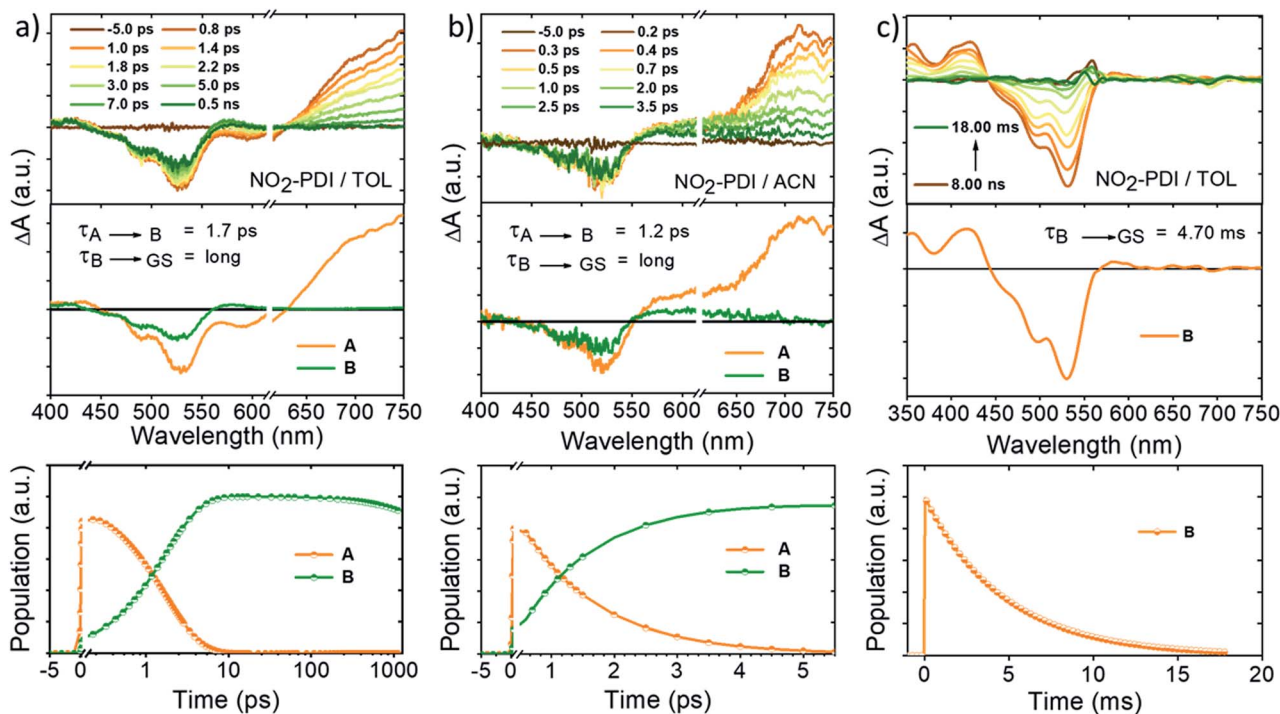 a)
-5.0 ps 0.8 ps
1.0 ps 1.4 ps
1.8 ps 2.2 ps
3.0 ps 5.0 ps
7.0 ps 0.5 ns
NO2-PDI / TOL
ΔA (a.u.)
τA → B = 1.7 ps
τB → GS = long
A
B
400 450 500 550 600 650 700 750
Wavelength (nm)
Population (a.u.)
A
B
-5 0 1 10 100 1000
Time (ps)
b)
-5.0 ps 0.2 ps
0.3 ps 0.4 ps
0.5 ps 0.7 ps
1.0 ps 2.0 ps
2.5 ps 3.5 ps
NO2-PDI / ACN
ΔA (a.u.)
τA → B = 1.2 ps
τB → GS = long
A
B
400 450 500 550 600 650 700 750
Wavelength (nm)
Population (a.u.)
A
B
-5 0 1 2 3 4 5
Time (ps)
c)
18.00 ms
8.00 ns
NO2-PDI / TOL
ΔA (a.u.)
τB → GS = 4.70 ms
B
350 400 450 500 550 600 650 700 750
Wavelength (nm)
Population (a.u.)
B
0 5 10 15 20
Time (ms)